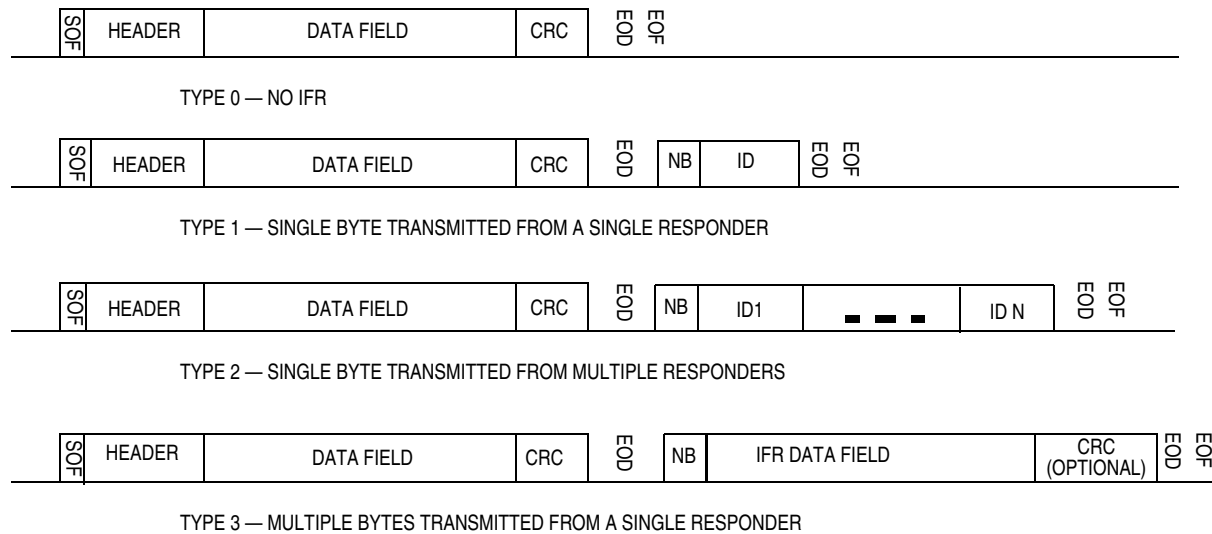 SOF HEADER DATA FIELD CRC EOD EOF
TYPE 0 — NO IFR
SOF HEADER DATA FIELD CRC EOD NB ID EOD EOF
TYPE 1 — SINGLE BYTE TRANSMITTED FROM A SINGLE RESPONDER
SOF HEADER DATA FIELD CRC EOD NB ID1 ID N EOD EOF
TYPE 2 — SINGLE BYTE TRANSMITTED FROM MULTIPLE RESPONDERS
SOF HEADER DATA FIELD CRC EOD NB IFR DATA FIELD CRC (OPTIONAL) EOD EOF
TYPE 3 — MULTIPLE BYTES TRANSMITTED FROM A SINGLE RESPONDER